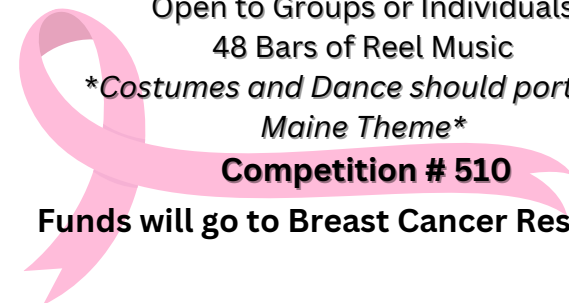 Open to Groups or Individuals
48 Bars of Reel Music
*Costumes and Dance should port
Maine Theme*
Competition # 510
Funds will go to Breast Cancer Res